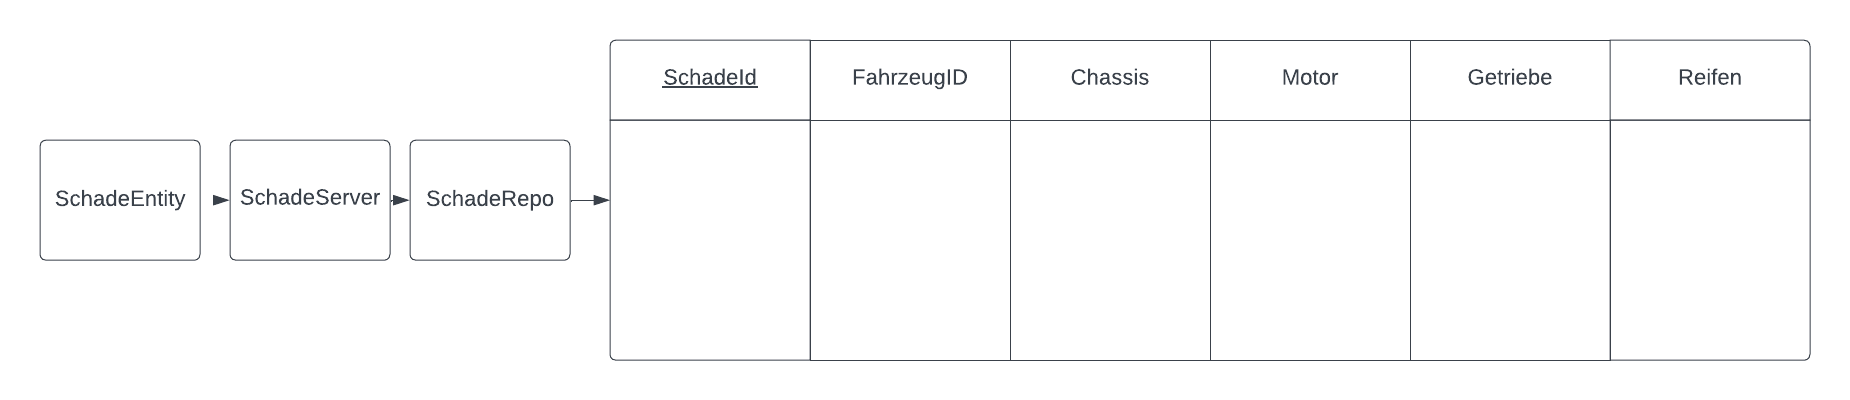 SchadeId
FahrzeugID
Chassis
Motor
Getriebe
Reifen
SchadeEntity
SchadeServer
SchadeRepo